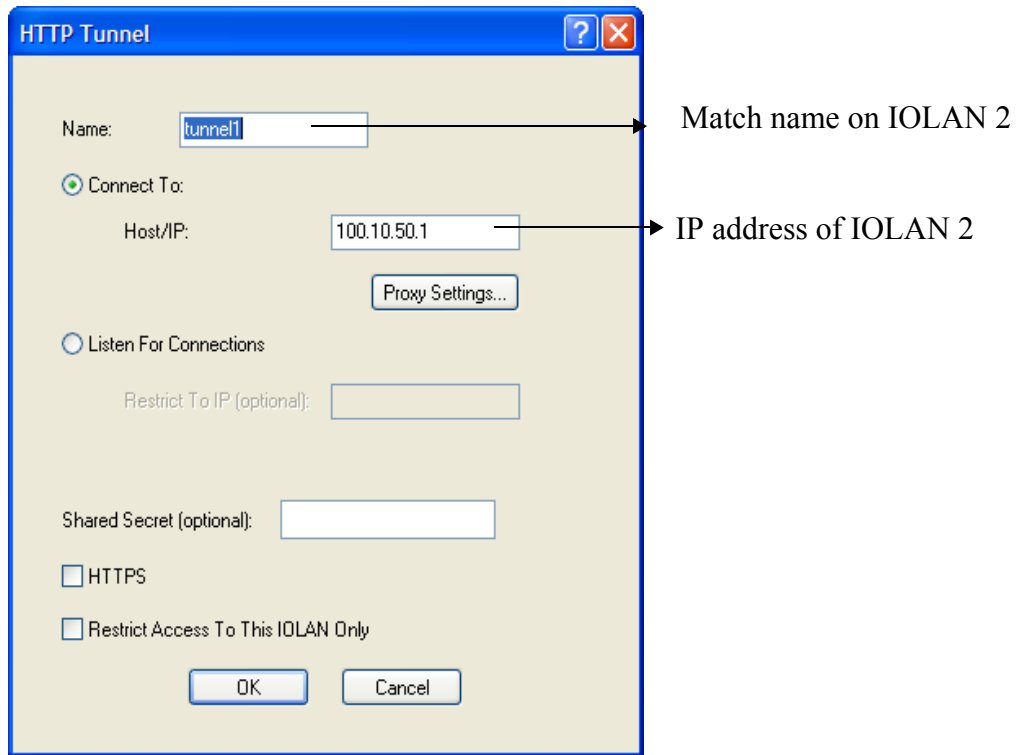 HTTP Tunnel
Name: tunnel1 Match name on IOLAN 2
Connect To:
Host/IP: 100.10.50.1 IP address of IOLAN 2
Proxy Settings...
Listen For Connections
Restrict To IP (optional):
Shared Secret (optional):
HTTPS
Restrict Access To This IOLAN Only
OK Cancel